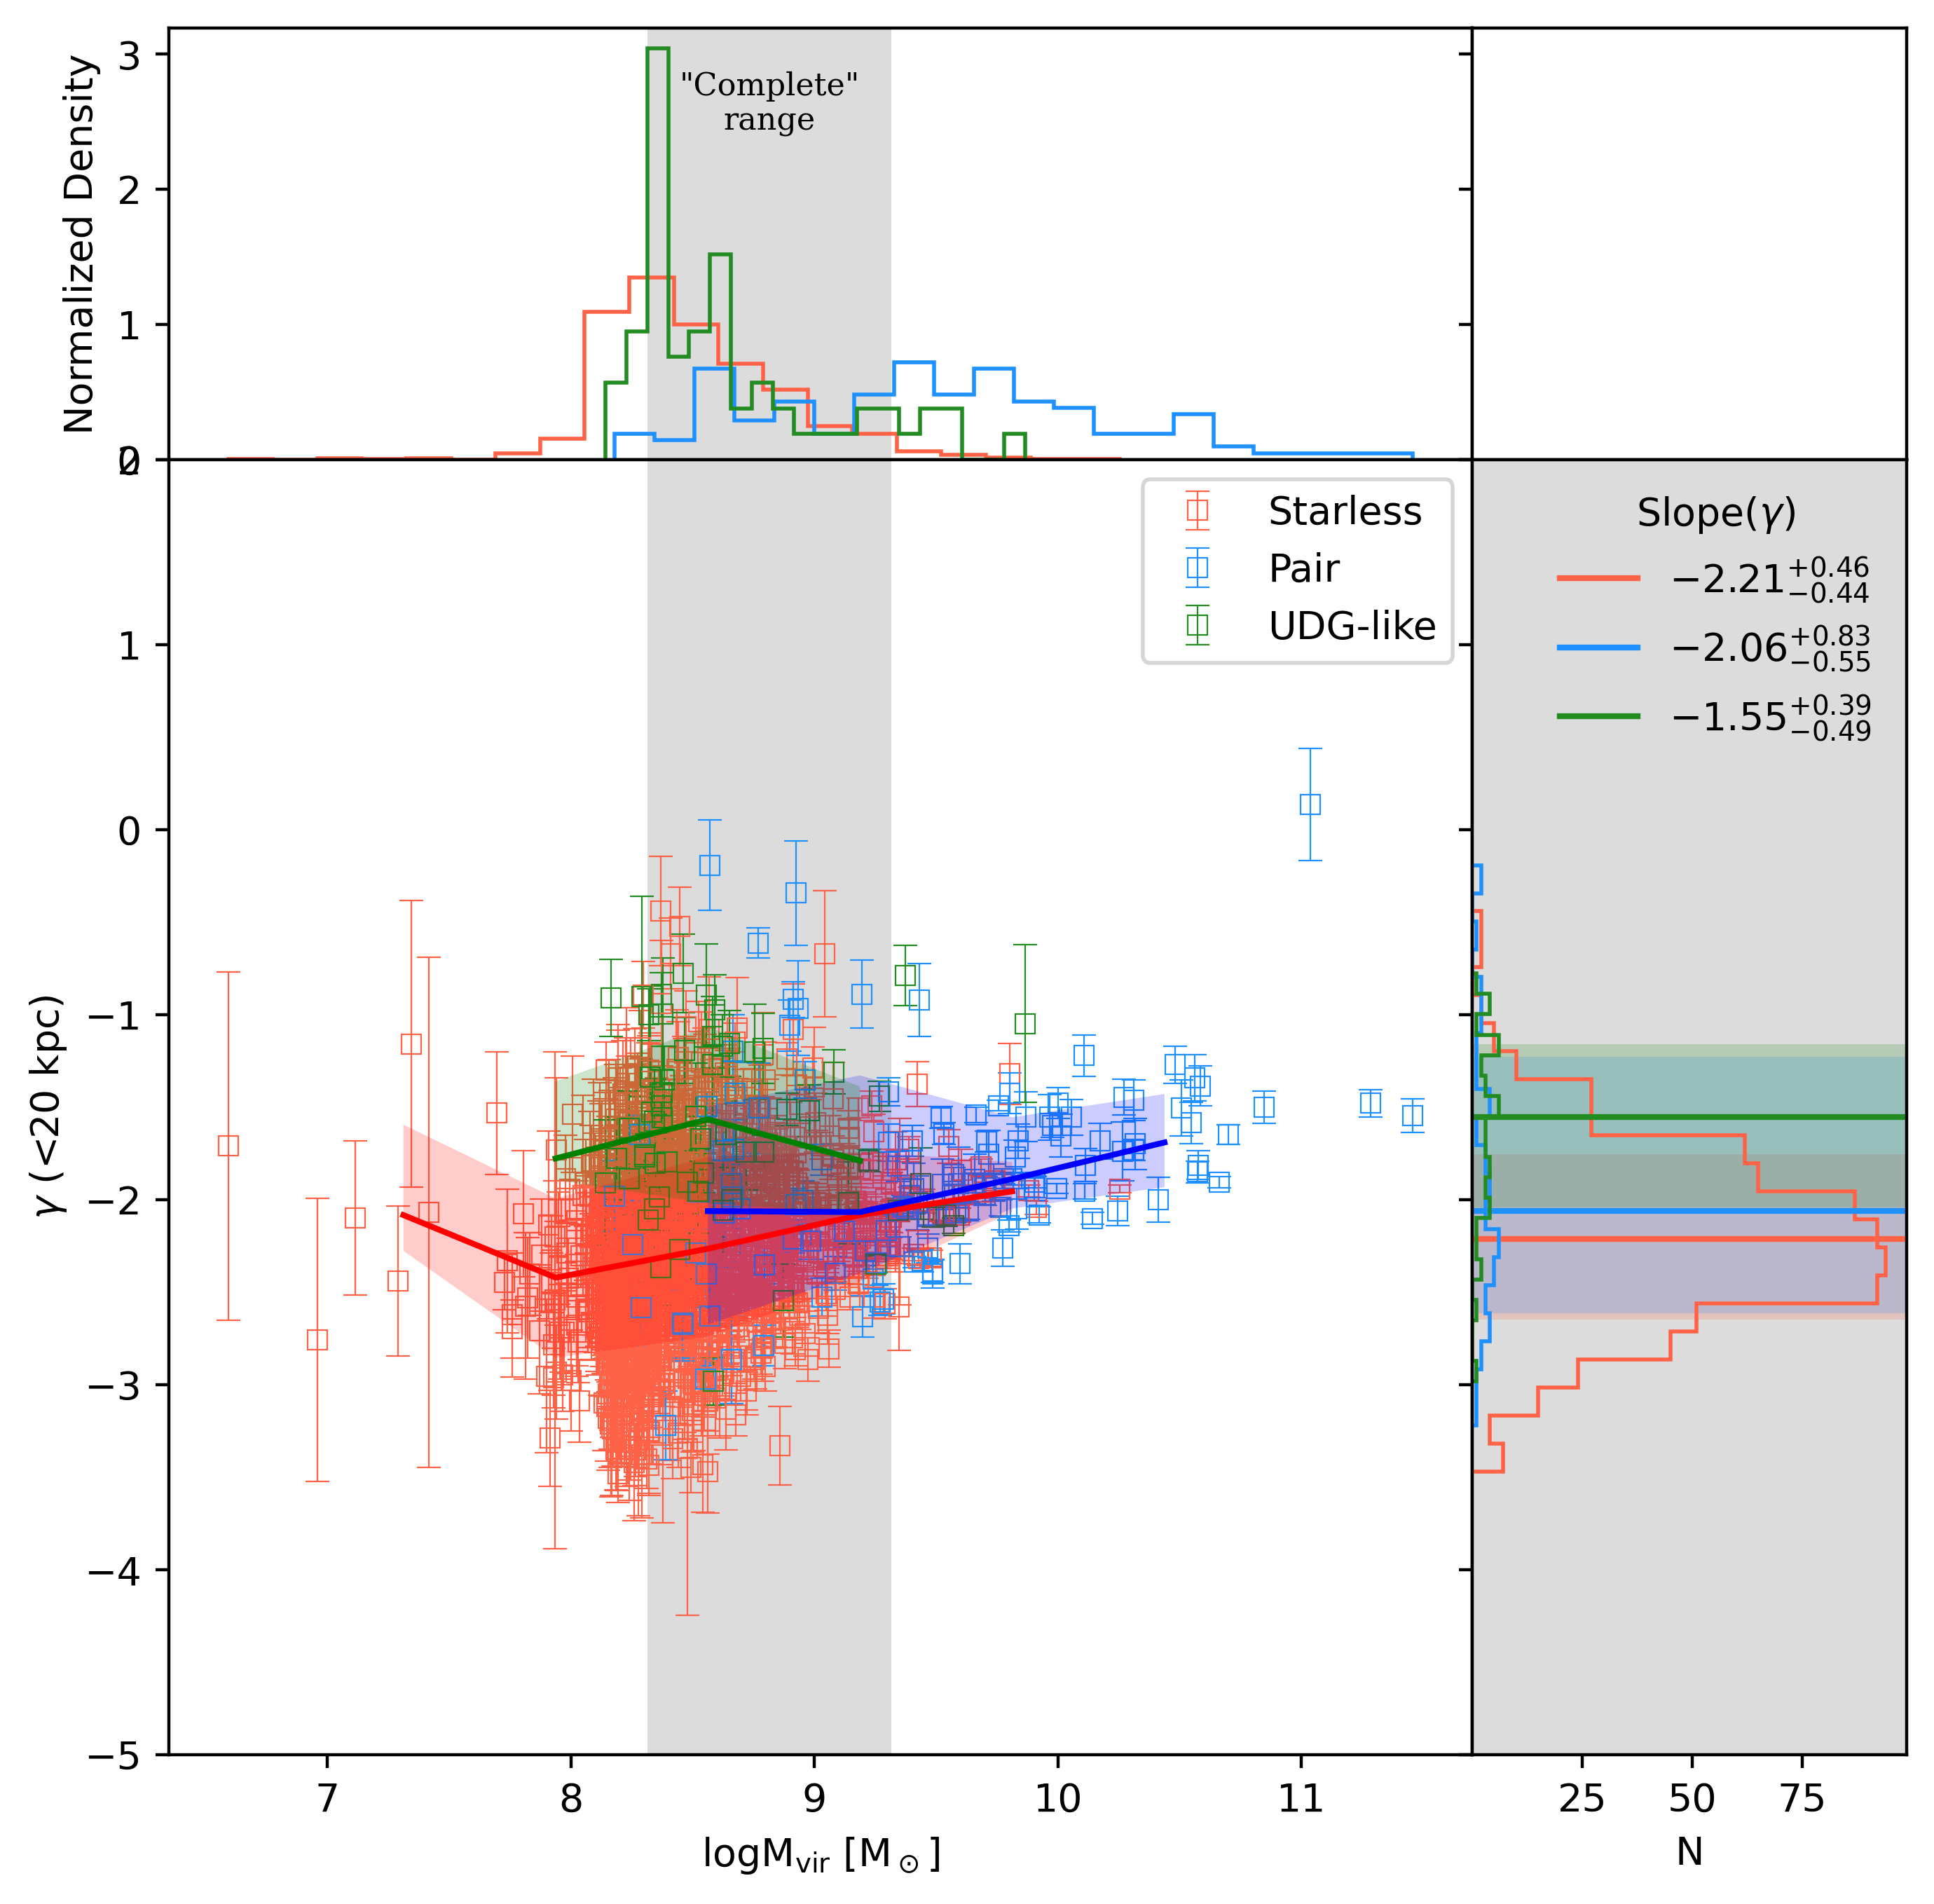 Normalized Density
3
2
1
0
"Complete"
range
2
1
0
−1
−2
−3
−4
−5
γ (<20 kpc)
Starless
Pair
UDG-like
Slope(γ)
−2.21+0.46−0.44
−2.06+0.83−0.55
−1.55+0.39−0.49
7 8 9 10 11
25 50 75
logMvir [M⊙]
N